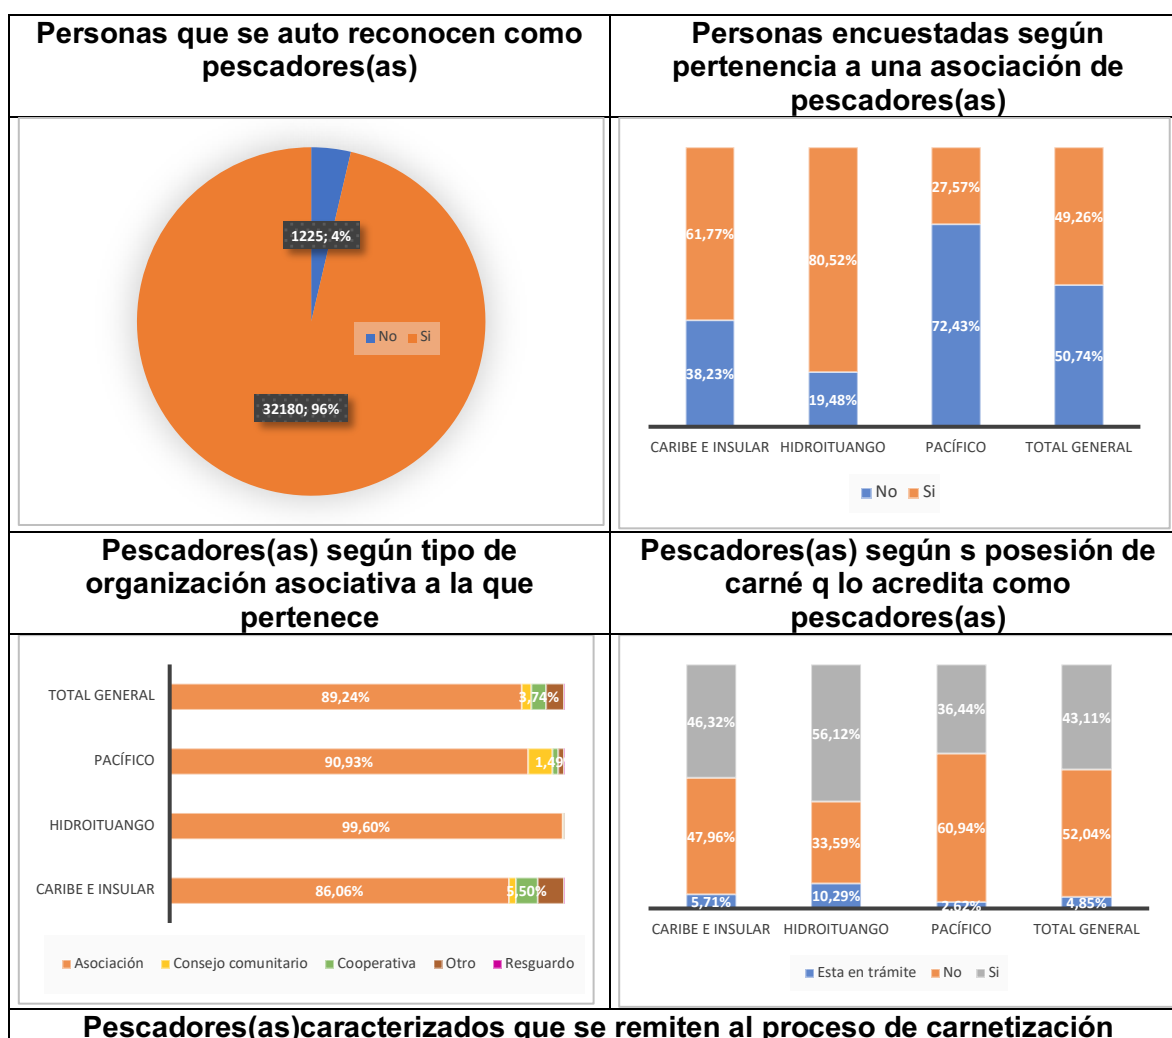 Personas que se auto reconocen como
pescadores(as)
Personas encuestadas según
pertenencia a una asociación de
pescadores(as)
1225; 4%
No Si
32180; 96%
27,57%
49,26%
61,77%
80,52%
72,43%
50,74%
38,23%
19,48%
CARIBE E INSULAR HIDROITUANGO PACÍFICO TOTAL GENERAL
No Si
Pescadores(as) según tipo de
organización asociativa a la que
pertenece
Pescadores(as) según s posesión de
carné q lo acredita como
pescadores(as)
TOTAL GENERAL 89,24% 3,74%
PACÍFICO 90,93% 1,49
HIDROITUANGO 99,60%
CARIBE E INSULAR 86,06% 5,50%
Asociación Consejo comunitario Cooperativa Otro Resguardo
46,32% 56,12% 36,44% 43,11%
47,96% 33,59% 60,94% 52,04%
5,71% 10,29% 2,62% 4,85%
CARIBE E INSULAR HIDROITUANGO PACÍFICO TOTAL GENERAL
Esta en trámite No Si
Pescadores(as)caracterizados que se remiten al proceso de carnetización